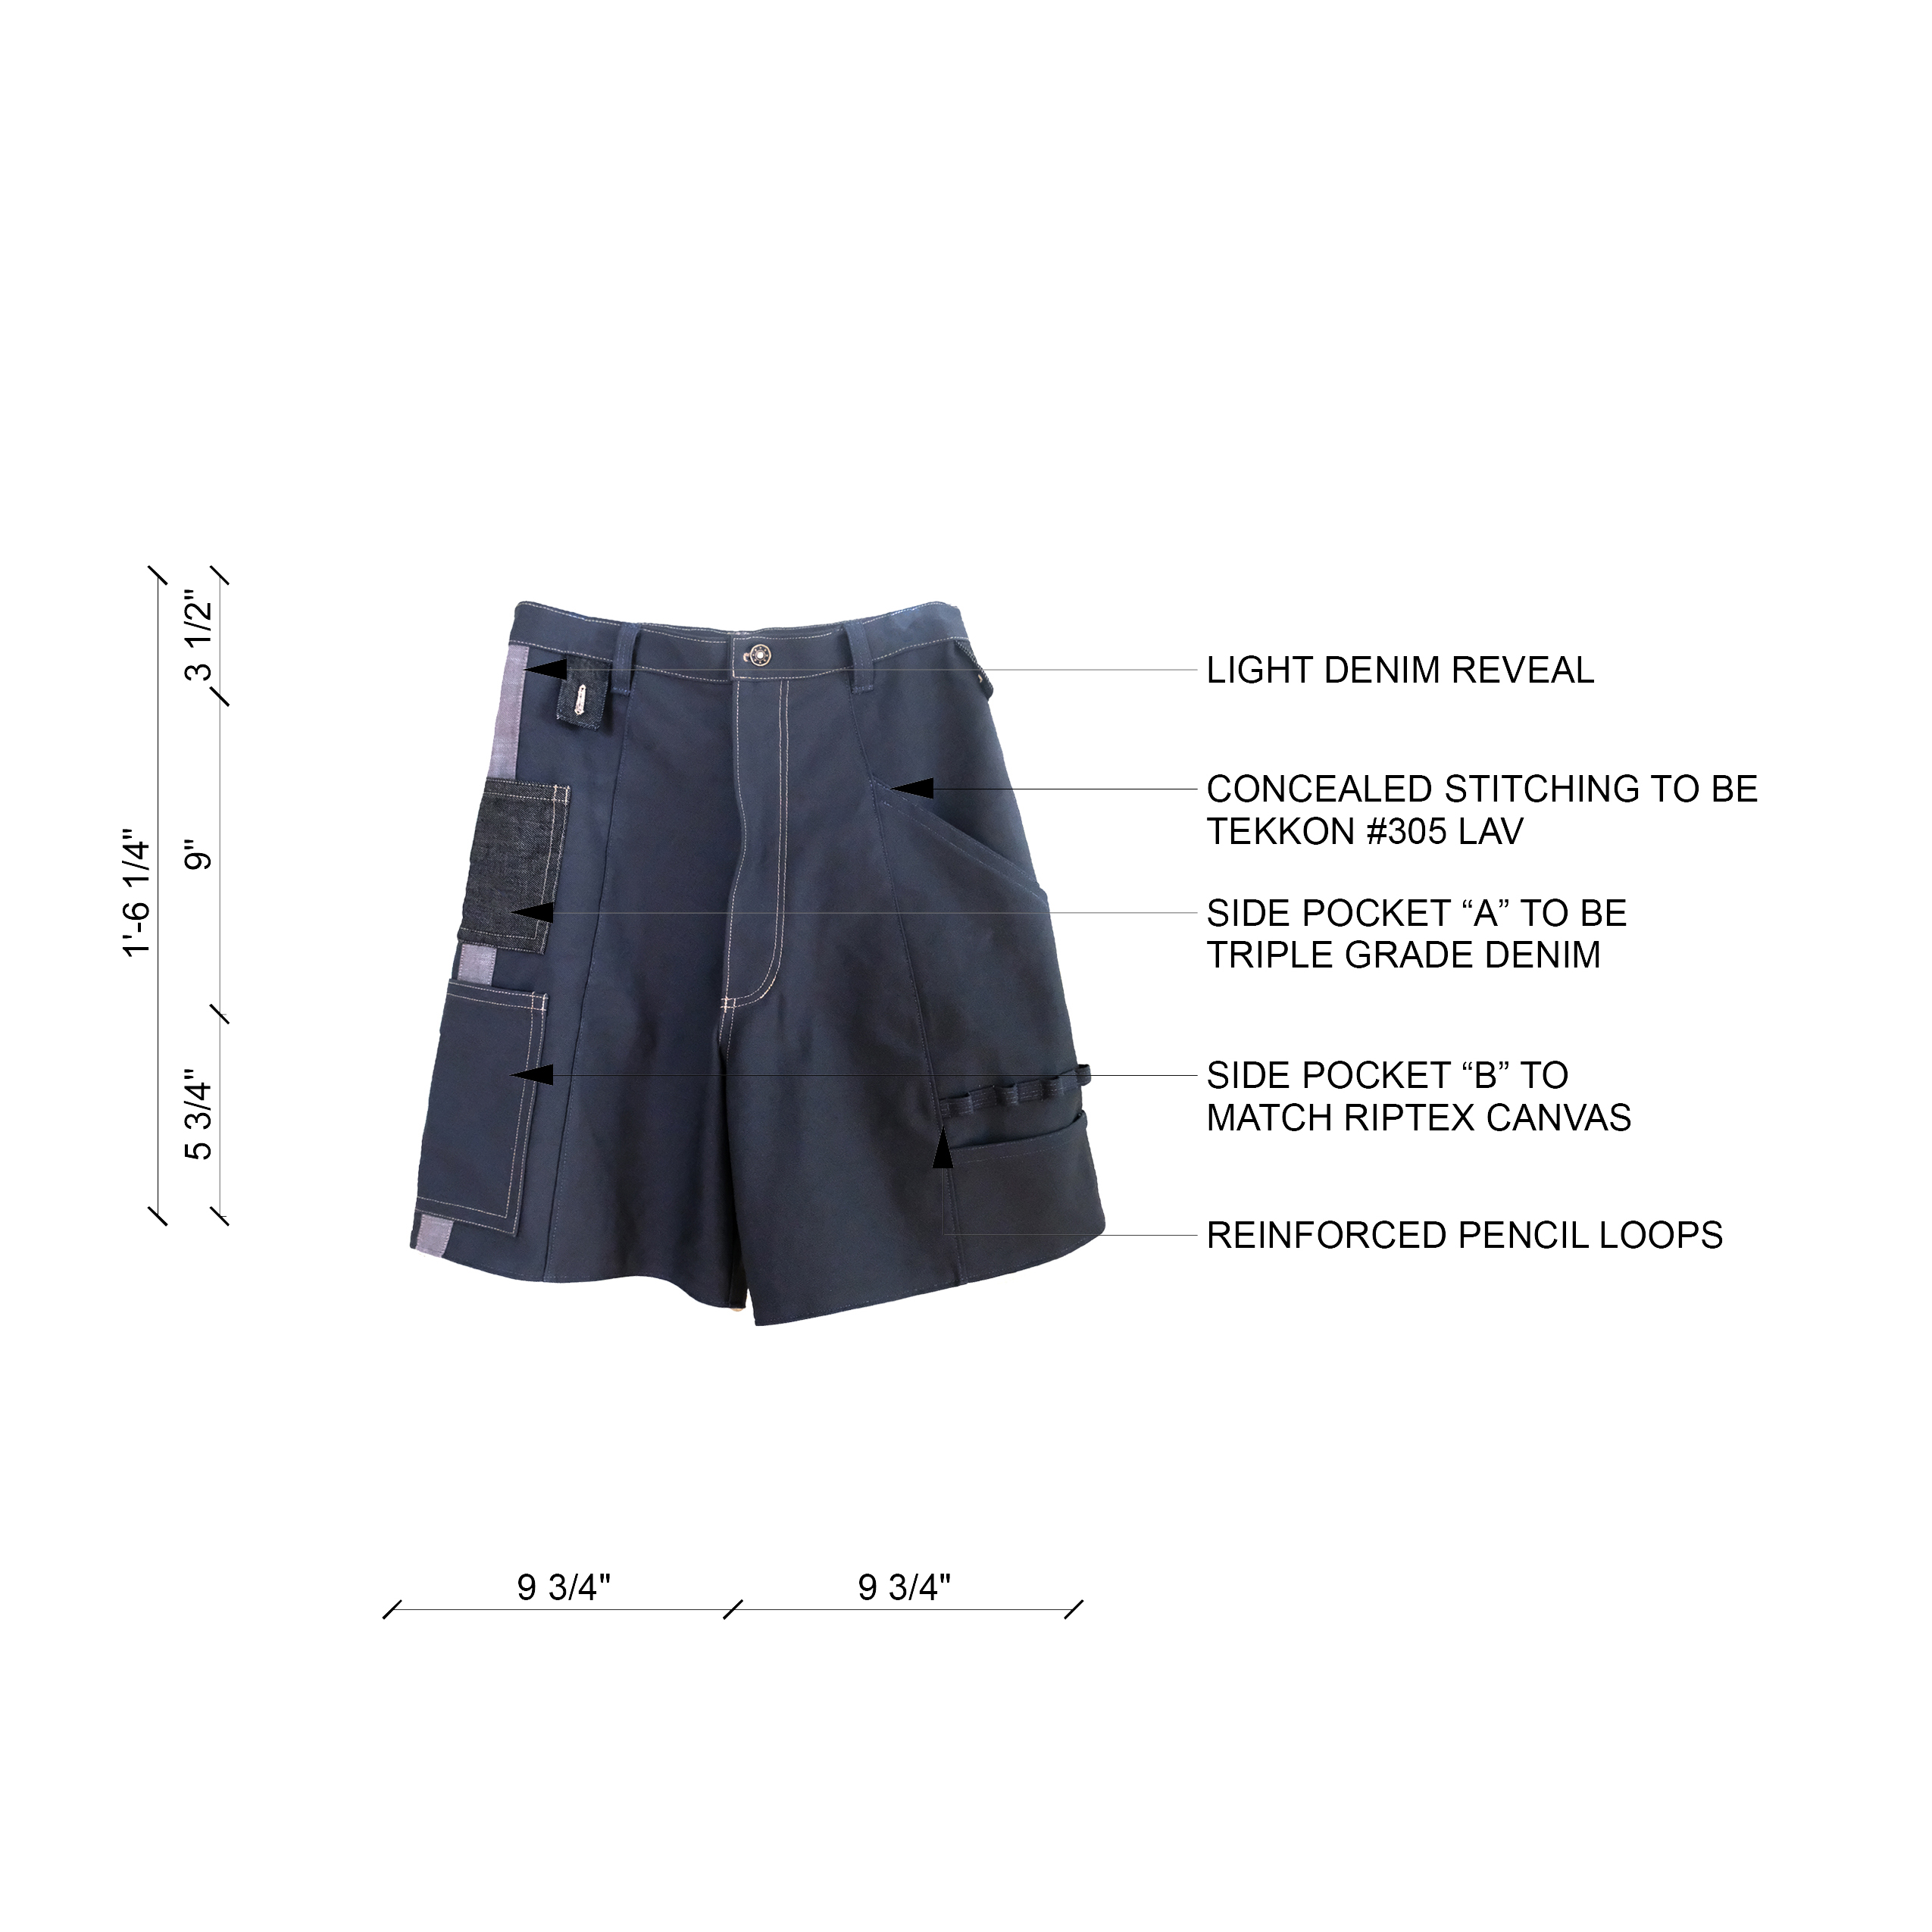 LIGHT DENIM REVEAL
CONCEALED STITCHING TO BE
TEKKON #305 LAV
SIDE POCKET “A” TO BE
TRIPLE GRADE DENIM
SIDE POCKET “B” TO
MATCH RIPTEX CANVAS
REINFORCED PENCIL LOOPS
1'-6 1/4"
3 1/2"
9"
5 3/4"
9 3/4"
9 3/4"